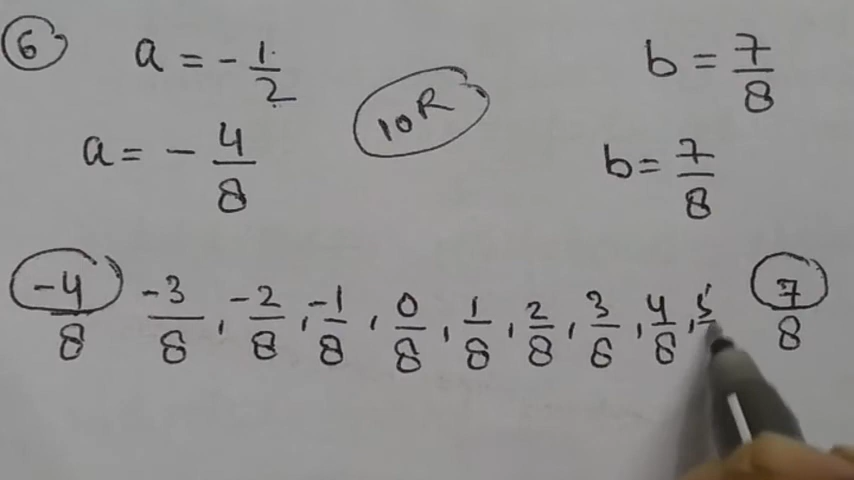 6 a = - 1/2 b = 7/8
10R
a = - 4/8 b = 7/8
-4/8 -3/8, -2/8, -1/8, 0/8, 1/8, 2/8, 3/8, 4/8, 5/ 7/8